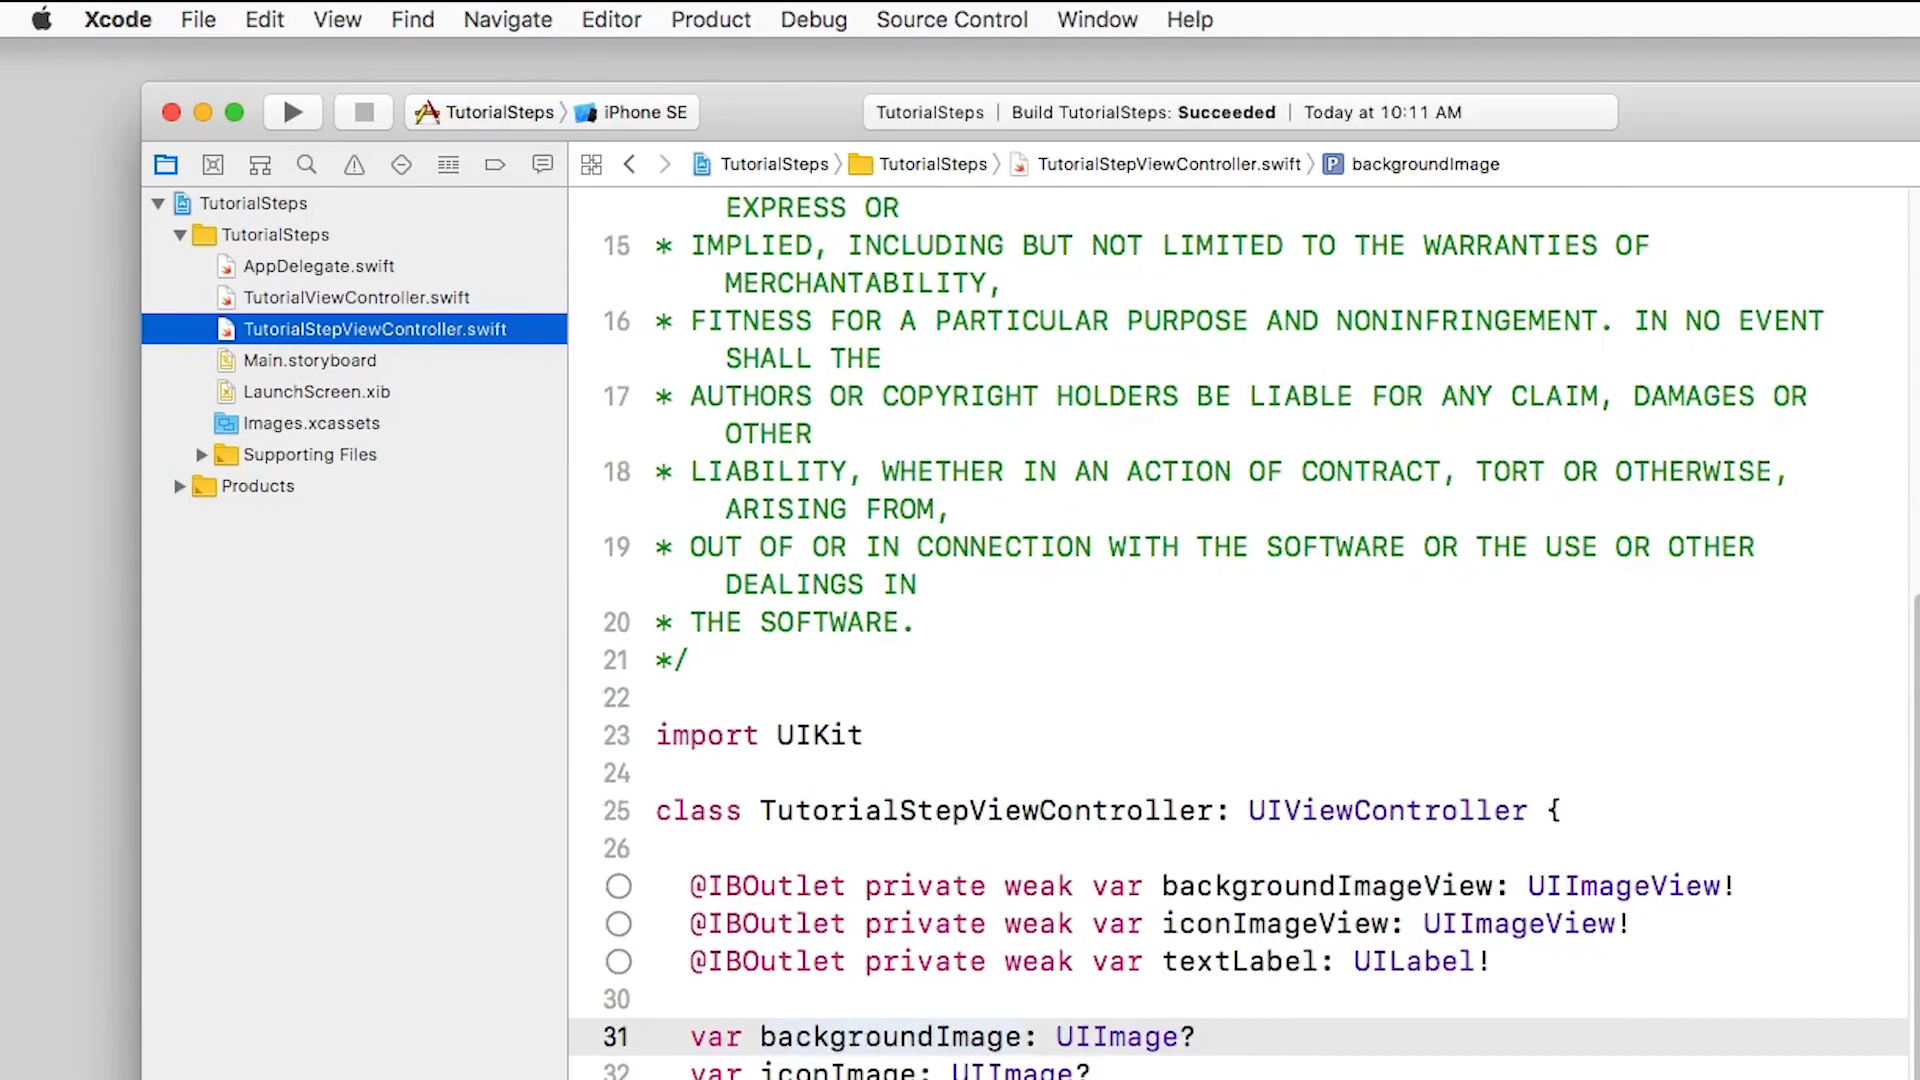 Xcode File Edit View Find Navigate Editor Product Debug Source Control Window Help
TutorialSteps iPhone SE TutorialSteps | Build TutorialSteps: Succeeded | Today at 10:11 AM
TutorialSteps TutorialSteps TutorialStepViewController.swift P backgroundImage
TutorialSteps
TutorialSteps
AppDelegate.swift
TutorialViewController.swift
TutorialStepViewController.swift
Main.storyboard
LaunchScreen.xib
Images.xcassets
Supporting Files
Products
EXPRESS OR
15 * IMPLIED, INCLUDING BUT NOT LIMITED TO THE WARRANTIES OF
MERCHANTABILITY,
16 * FITNESS FOR A PARTICULAR PURPOSE AND NONINFRINGEMENT. IN NO EVENT
SHALL THE
17 * AUTHORS OR COPYRIGHT HOLDERS BE LIABLE FOR ANY CLAIM, DAMAGES OR
OTHER
18 * LIABILITY, WHETHER IN AN ACTION OF CONTRACT, TORT OR OTHERWISE,
ARISING FROM,
19 * OUT OF OR IN CONNECTION WITH THE SOFTWARE OR THE USE OR OTHER
DEALINGS IN
20 * THE SOFTWARE.
21 */
22
23 import UIKit
24
25 class TutorialStepViewController: UIViewController {
26
@IBOutlet private weak var backgroundImageView: UIImageView!
@IBOutlet private weak var iconImageView: UIImageView!
@IBOutlet private weak var textLabel: UILabel!
30
31 var backgroundImage: UIImage?
32 var iconImage: UIImage?